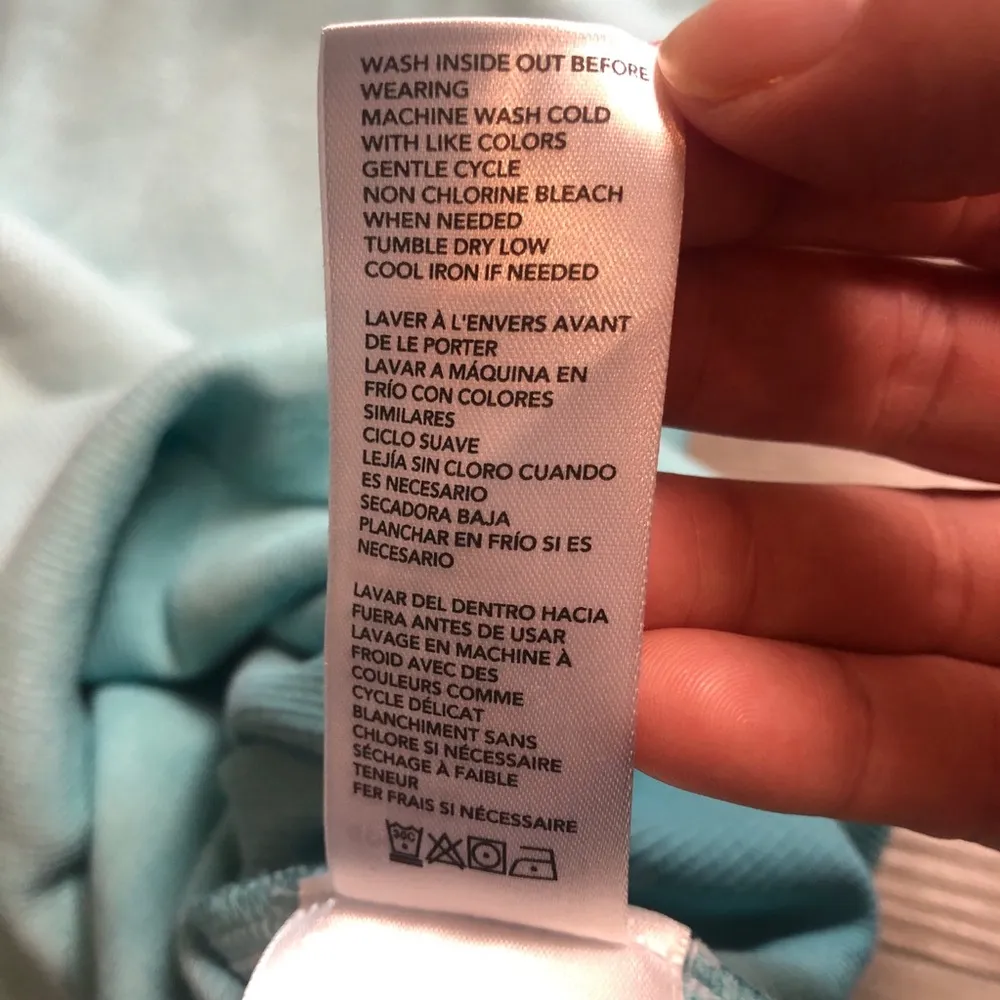 WASH INSIDE OUT BEFORE
WEARING
MACHINE WASH COLD
WITH LIKE COLORS
GENTLE CYCLE
NON CHLORINE BLEACH
WHEN NEEDED
TUMBLE DRY LOW
COOL IRON IF NEEDED
LAVER À L'ENVERS AVANT
DE LE PORTER
LAVAR A MÁQUINA EN
FRÍO CON COLORES
SIMILARES
CICLO SUAVE
LEJÍA SIN CLORO CUANDO
ES NECESARIO
SECADORA BAJA
PLANCHAR EN FRÍO SI ES
NECESARIO
LAVAR DEL DENTRO HACIA
FUERA ANTES DE USAR
LAVAGE EN MACHINE À
FROID AVEC DES
COULEURS COMME
CYCLE DÉLICAT
BLANCHIMENT SANS
CHLORE SI NÉCESSAIRE
SÉCHAGE À FAIBLE
TENEUR
FER FRAIS SI NÉCESSAIRE
30C